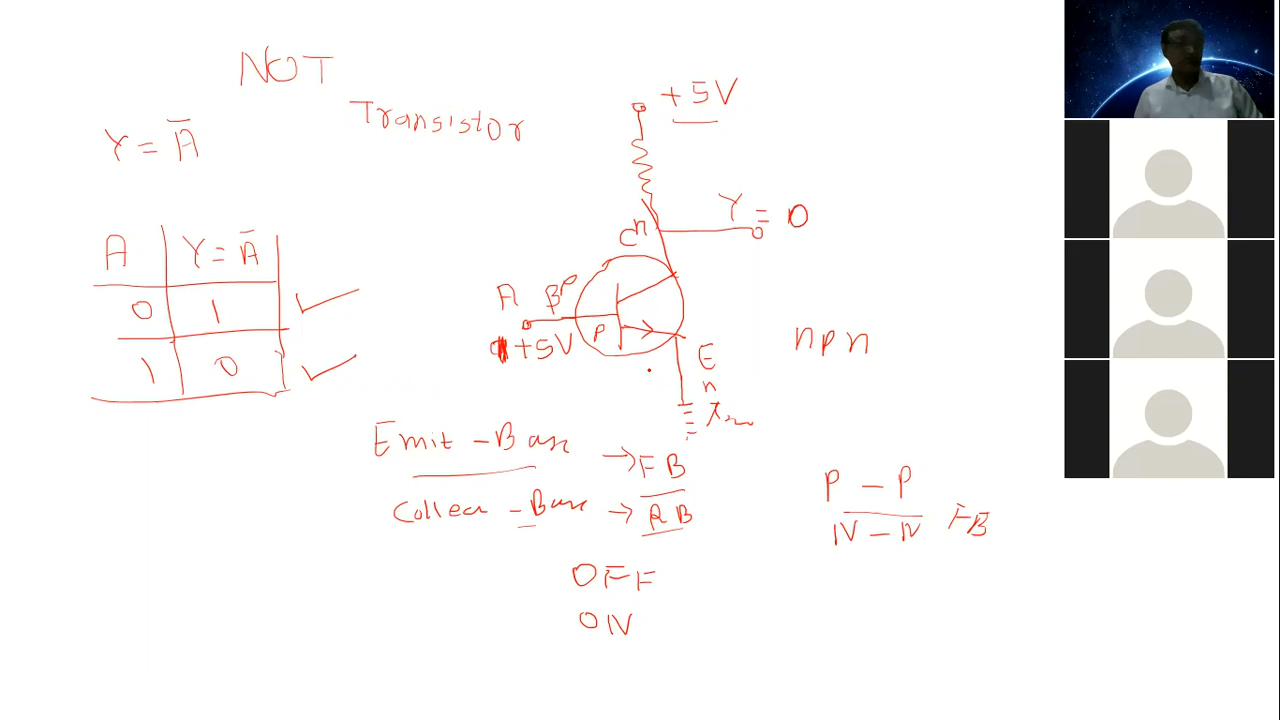 NOT
Transistor
Y = A̅
A Y = A̅
0 1
1 0
+5V
Y = 0
C n
A B P
P
+5V
E
n
npn
Emit - Base → FB
Collec - Base → RB
OFF
ON
P - P
N - N FB